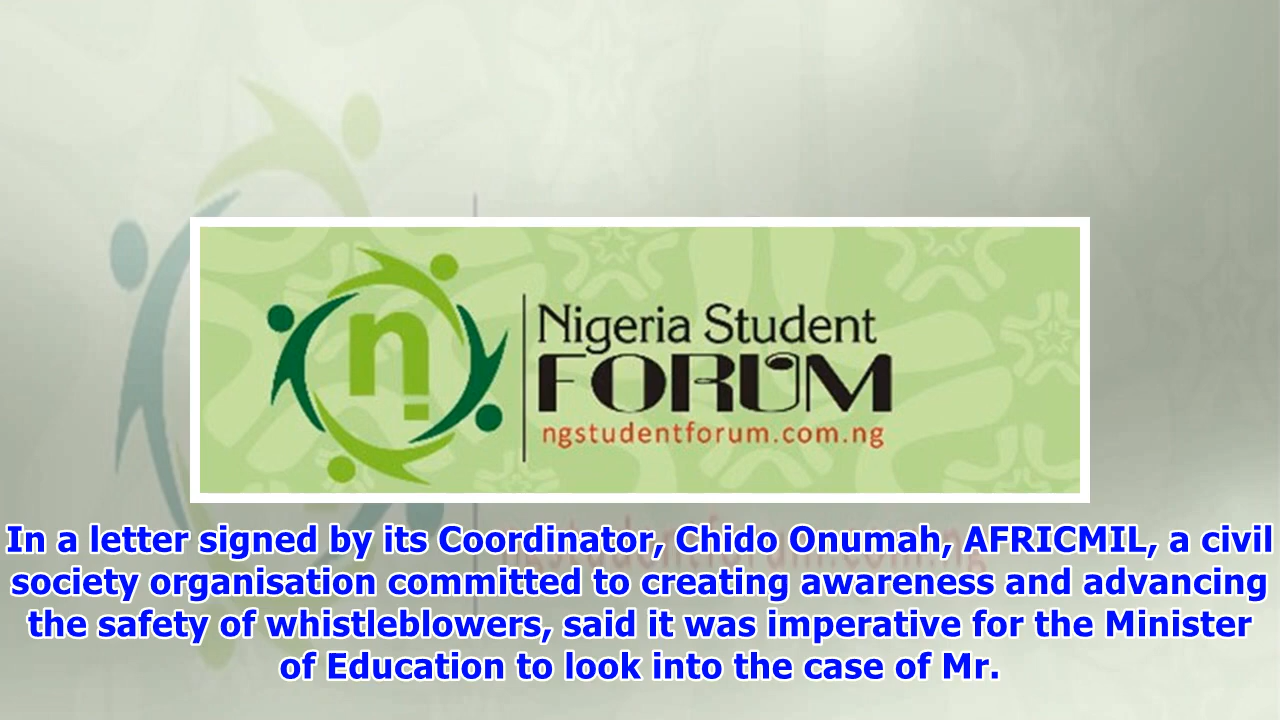 n
Nigeria Student
FORUM
ngstudentforum.com.ng
In a letter signed by its Coordinator, Chido Onumah, AFRICMIL, a civil
society organisation committed to creating awareness and advancing
the safety of whistleblowers, said it was imperative for the Minister
of Education to look into the case of Mr.